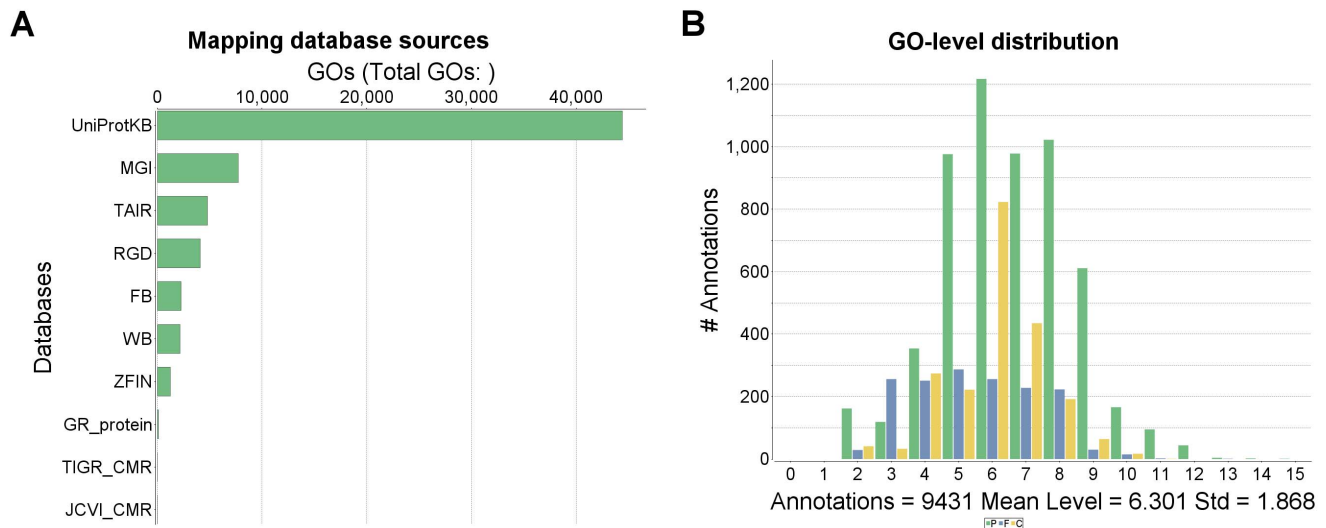 A
Mapping database sources
GOs (Total GOs: )
0 10,000 20,000 30,000 40,000
UniProtKB
MGI
TAIR
RGD
FB
WB
ZFIN
GR_protein
TIGR_CMR
JCVI_CMR
Databases
B
GO-level distribution
1,200
1,000
800
600
400
200
0
# Annotations
0 1 2 3 4 5 6 7 8 9 10 11 12 13 14 15
Annotations = 9431 Mean Level = 6.301 Std = 1.868
P F C